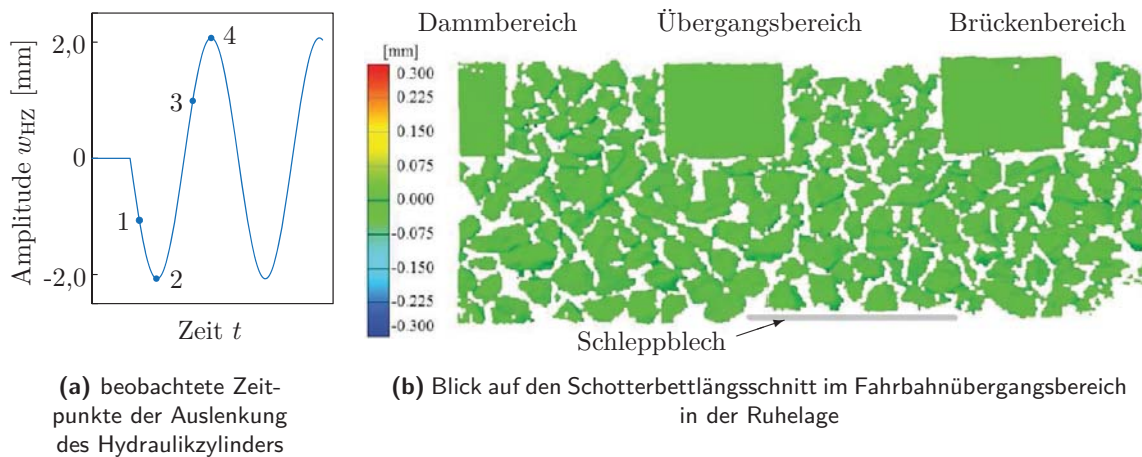 Amplitude w_HZ [mm]
2,0
0
-2,0
1
2
3
4
Zeit t
(a) beobachtete Zeit-
punkte der Auslenkung
des Hydraulikzylinders
Dammbereich Übergangsbereich Brückenbereich
[mm]
0.300
0.225
0.150
0.075
0.000
-0.075
-0.150
-0.225
-0.300
Schleppblech
(b) Blick auf den Schotterbettlängsschnitt im Fahrbahnübergangsbereich
in der Ruhelage